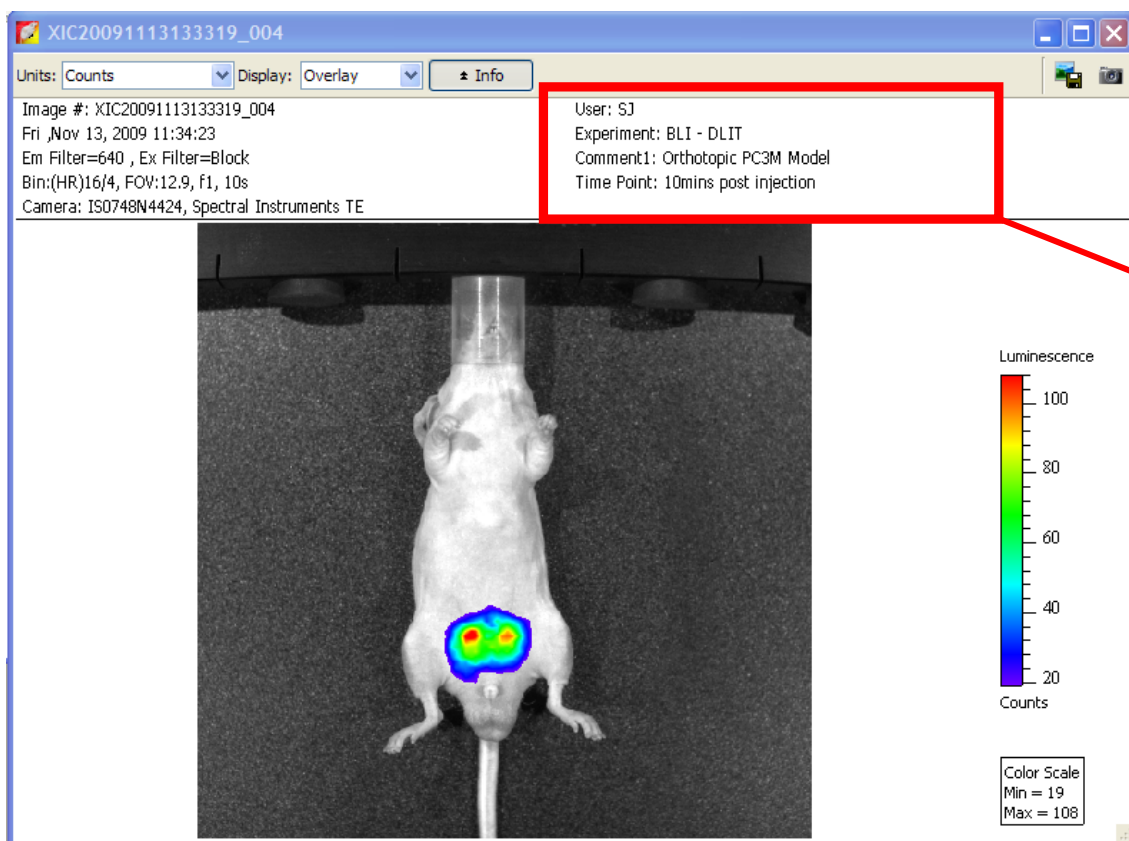 XIC20091113133319_004
Units: Counts Display: Overlay Info
Image #: XIC20091113133319_004
Fri ,Nov 13, 2009 11:34:23
Em Filter=640 , Ex Filter=Block
Bin:(HR)16/4, FOV:12.9, f1, 10s
Camera: IS0748N4424, Spectral Instruments TE
User: SJ
Experiment: BLI - DLIT
Comment1: Orthotopic PC3M Model
Time Point: 10mins post injection
Luminescence
100
80
60
40
20
Counts
Color Scale
Min = 19
Max = 108